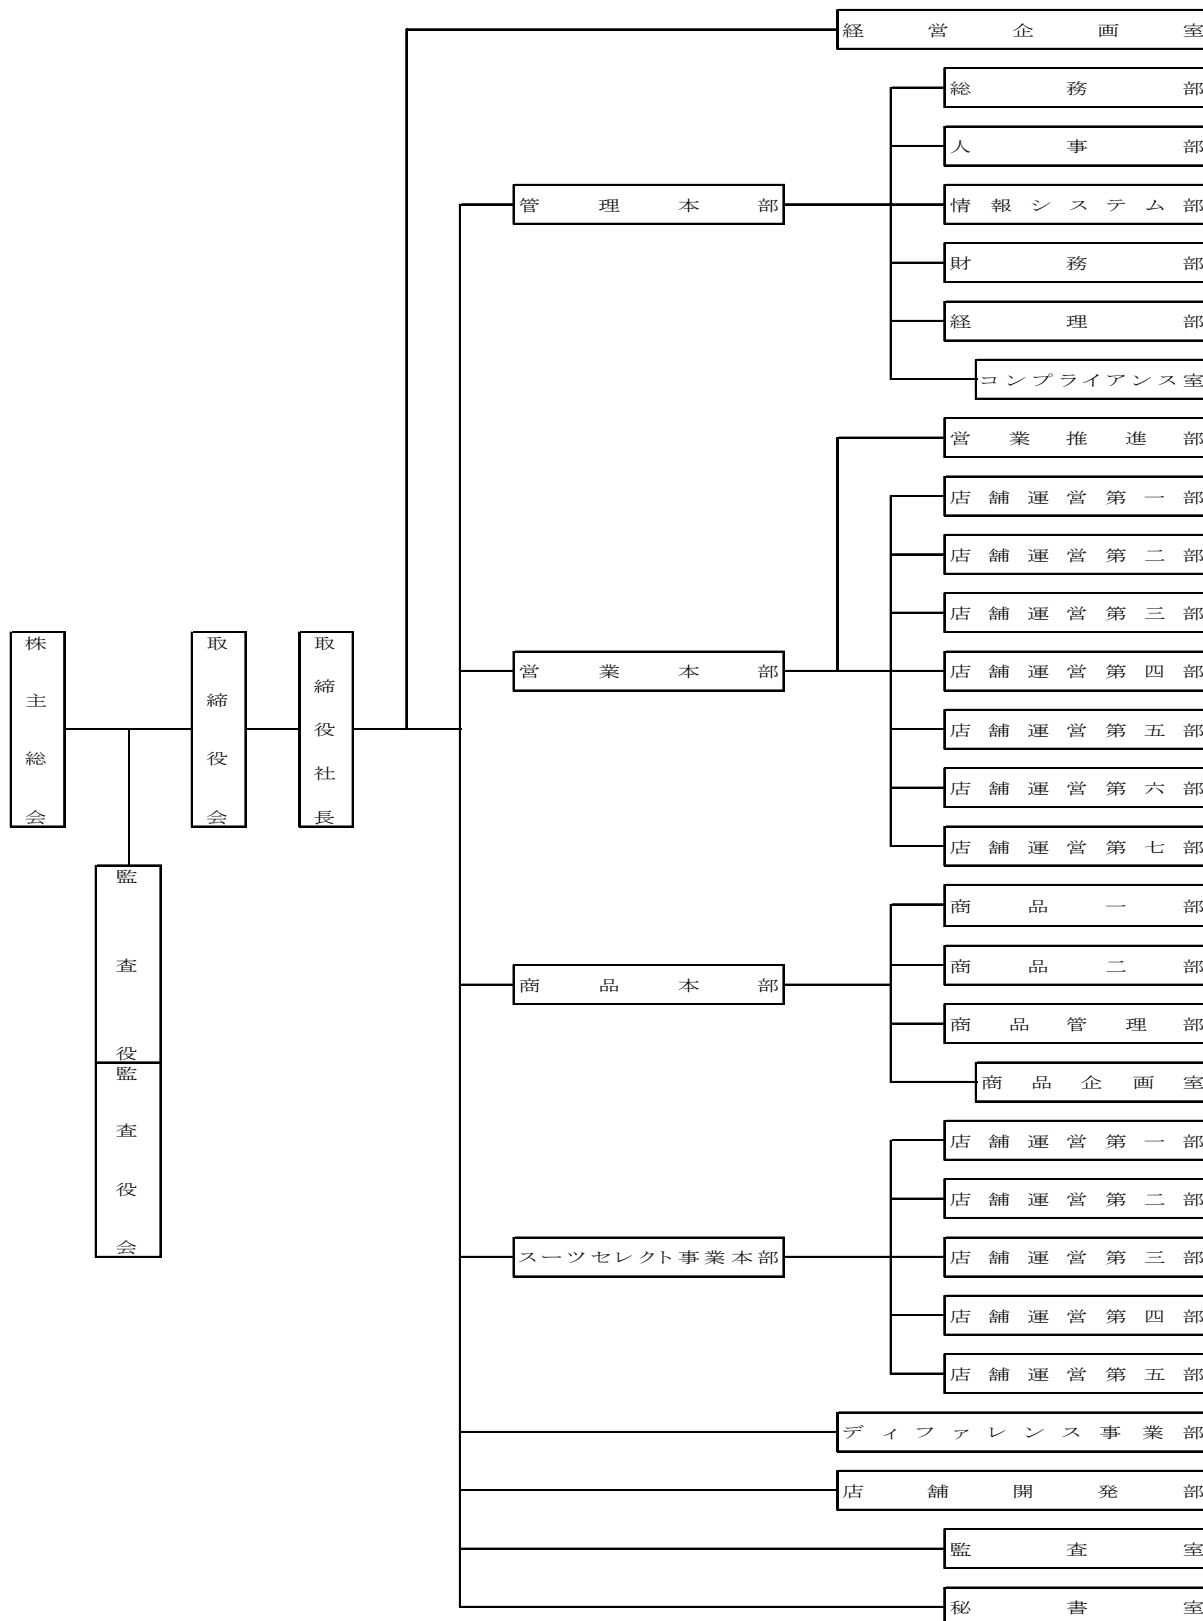 経営企画室
総務部
人事部
管理本部
情報システム部
財務部
経理部
コンプライアンス室
営業推進部
店舗運営第一部
店舗運営第二部
店舗運営第三部
株主総会
取締役会
取締役社長
営業本部
店舗運営第四部
店舗運営第五部
店舗運営第六部
店舗運営第七部
監査役
監査役会
商品一部
商品二部
商品本部
商品管理部
商品企画室
店舗運営第一部
店舗運営第二部
スーツセレクト事業本部
店舗運営第三部
店舗運営第四部
店舗運営第五部
ディファレンス事業部
店舗開発部
監査室
秘書室